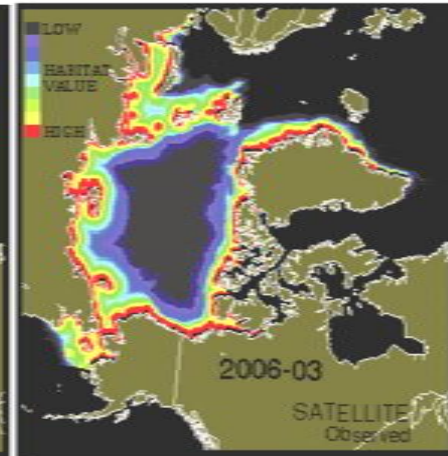 LOW
HABITAT
VALUE
HIGH
2006-03
SATELLITE
Observed